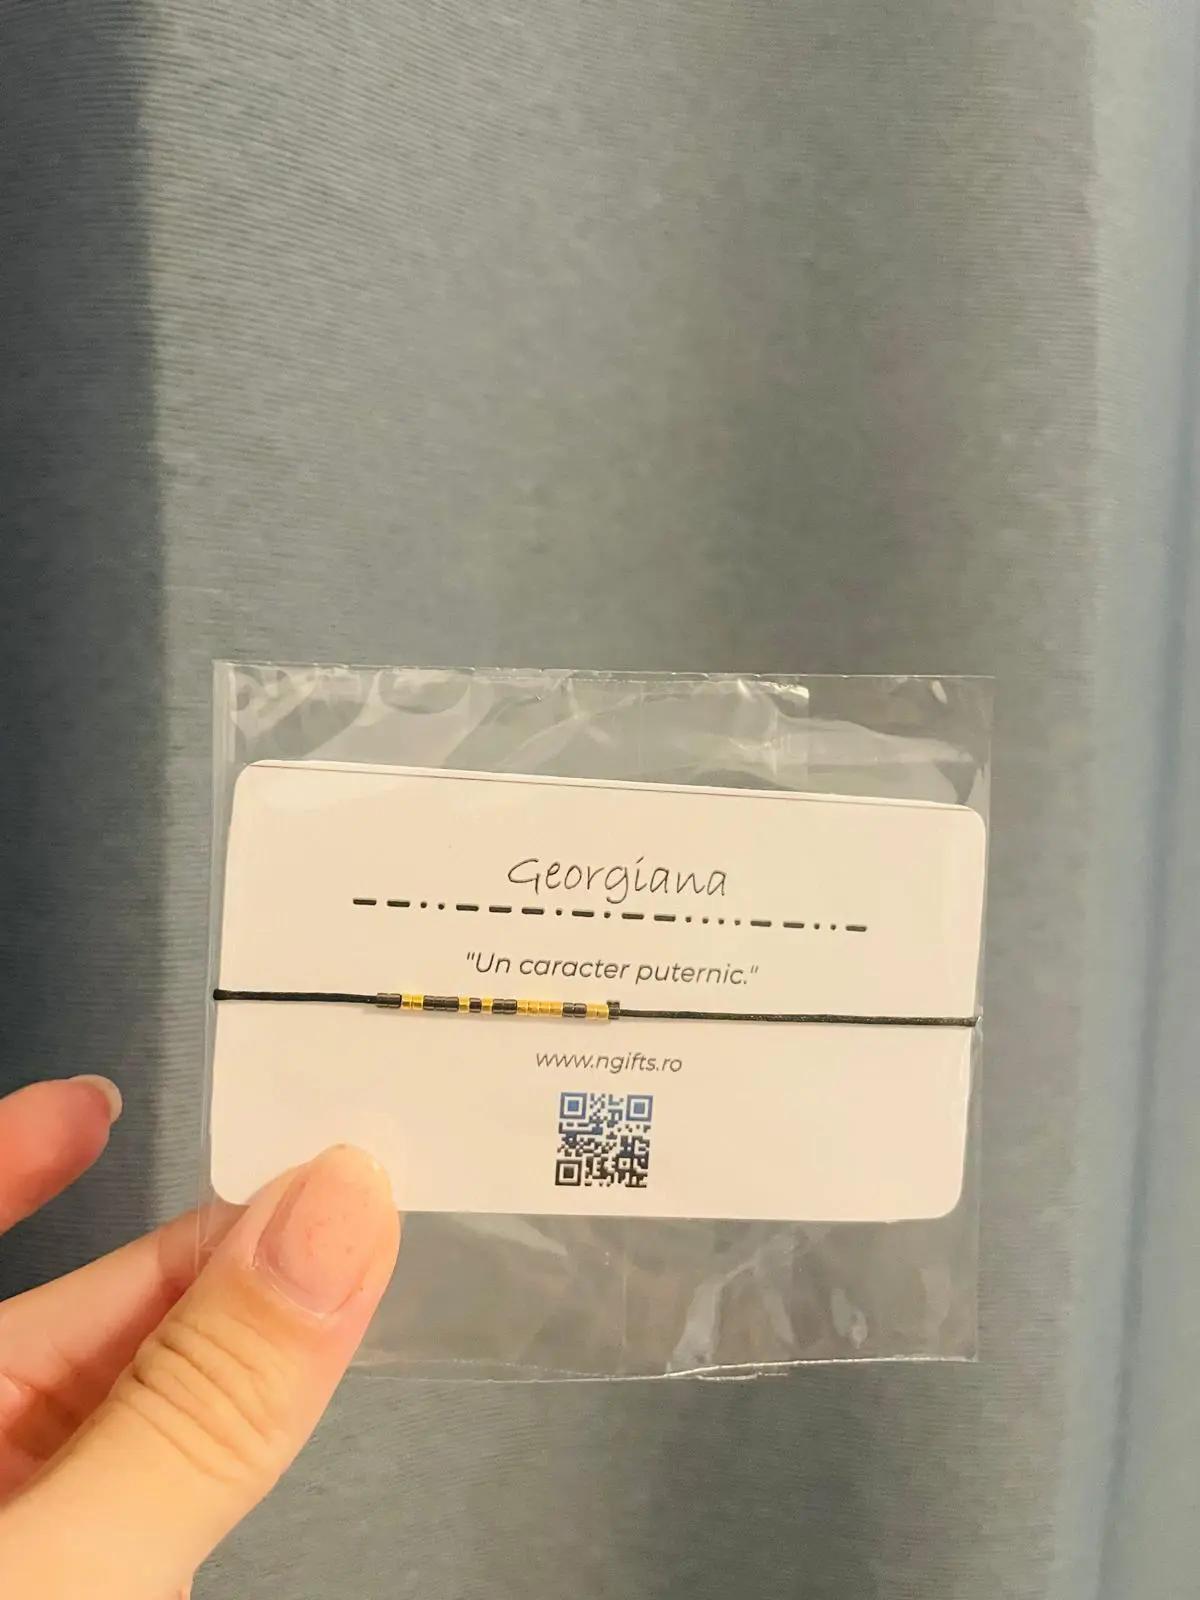 Georgiana
— — · · — — — · — · — — · · · · — — · · —
"Un caracter puternic."
www.ngifts.ro